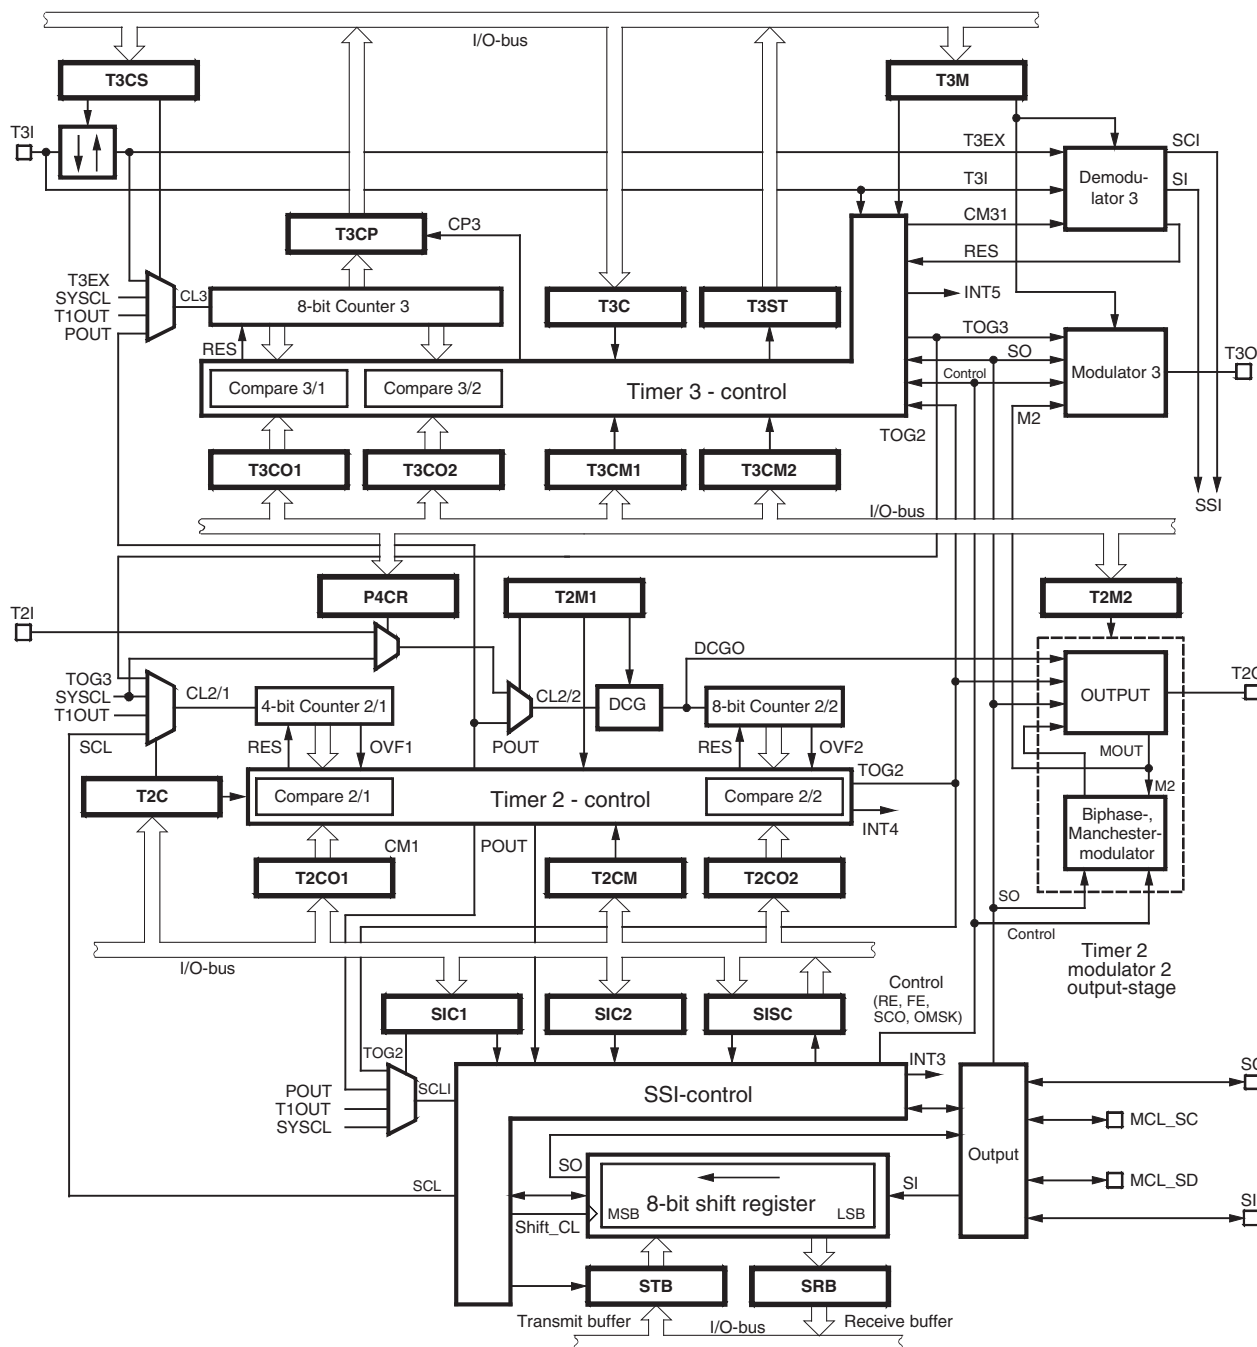 I/O-bus
T3CS
T3M
T3I
T3EX
SCI
T3I
SI
Demodu-
lator 3
CM31
T3CP
CP3
RES
T3EX
SYSCL
T1OUT
POUT
CL3
8-bit Counter 3
T3C
T3ST
INT5
RES
TOG3
SO
Control
Modulator 3
T3O
M2
Compare 3/1
Compare 3/2
Timer 3 - control
TOG2
T3CO1
T3CO2
T3CM1
T3CM2
SSI
I/O-bus
P4CR
T2M1
T2M2
T2I
DCGO
TOG3
SYSCL
T1OUT
SCL
CL2/1
4-bit Counter 2/1
CL2/2
DCG
8-bit Counter 2/2
OUTPUT
RES
OVF1
POUT
RES
OVF2
MOUT
TOG2
M2
T2C
Compare 2/1
Timer 2 - control
Compare 2/2
INT4
Biphase-,
Manchester-
modulator
CM1
POUT
T2CO1
T2CM
T2CO2
SO
Control
I/O-bus
Timer 2
modulator 2
output-stage
SIC1
SIC2
SISC
Control
(RE, FE,
SCO, OMSK)
TOG2
INT3
POUT
T1OUT
SYSCL
SCLI
SSI-control
MCL_SC
Output
SO
SCL
SI
MCL_SD
8-bit shift register
MSB
LSB
SI
Shift_CL
STB
SRB
Transmit buffer
I/O-bus
Receive buffer